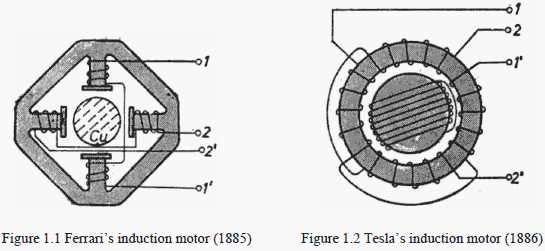 1
2
2'
1'
Cu
Figure 1.1 Ferrari's induction motor (1885)
1
2
1'
2'
Figure 1.2 Tesla's induction motor (1886)